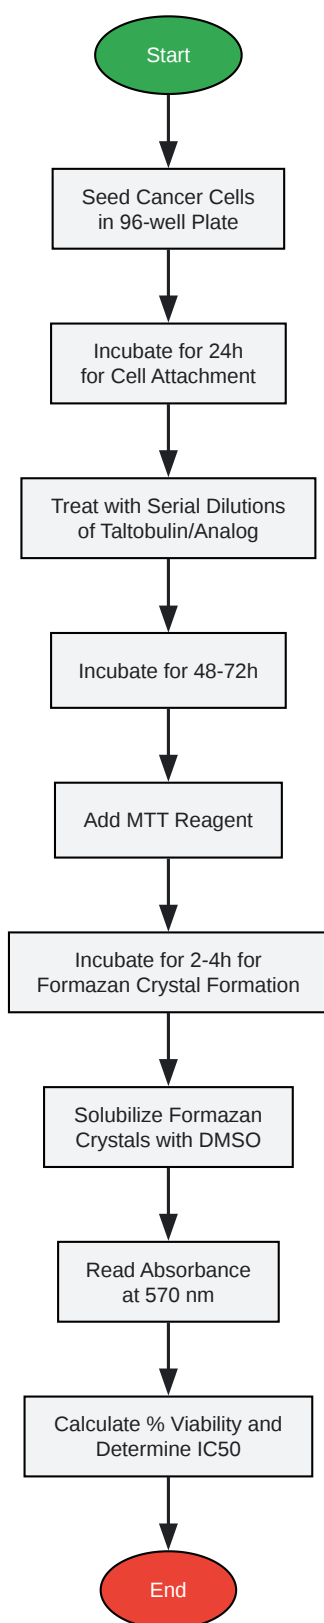 Start
Seed Cancer Cells
in 96-well Plate
Incubate for 24h
for Cell Attachment
Treat with Serial Dilutions
of Taltobulin/Analog
Incubate for 48-72h
Add MTT Reagent
Incubate for 2-4h for
Formazan Crystal Formation
Solubilize Formazan
Crystals with DMSO
Read Absorbance
at 570 nm
Calculate % Viability and
Determine IC50
End